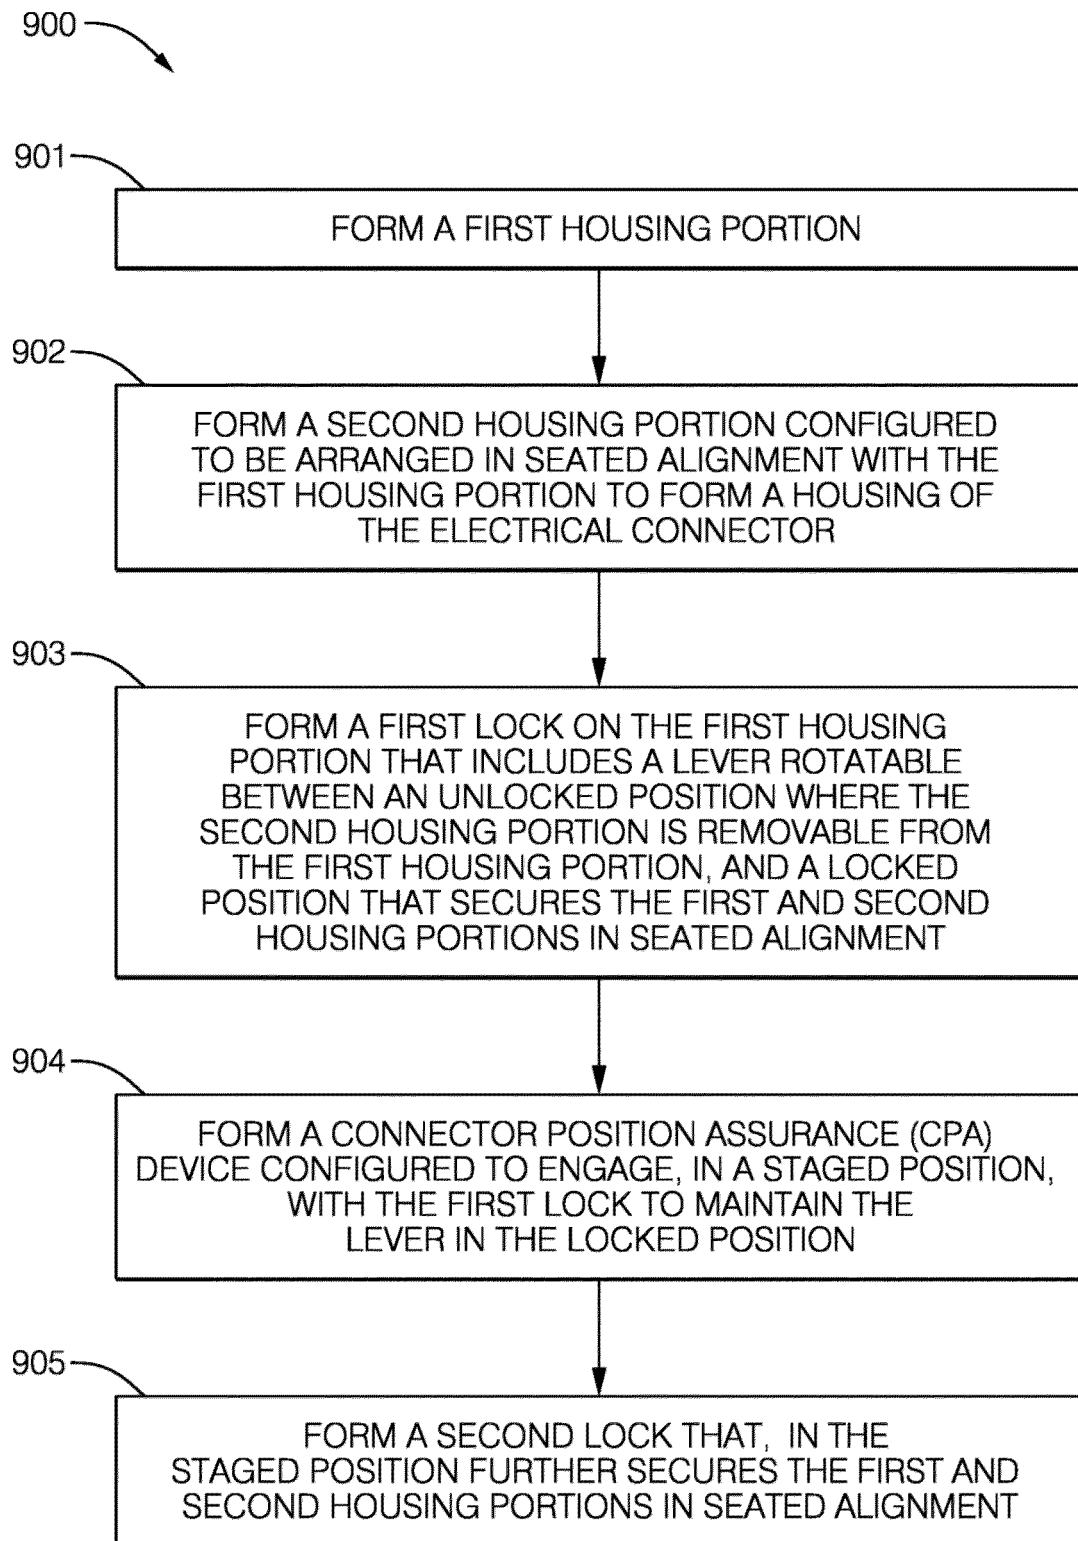 900
901
FORM A FIRST HOUSING PORTION
902
FORM A SECOND HOUSING PORTION CONFIGURED
TO BE ARRANGED IN SEATED ALIGNMENT WITH THE
FIRST HOUSING PORTION TO FORM A HOUSING OF
THE ELECTRICAL CONNECTOR
903
FORM A FIRST LOCK ON THE FIRST HOUSING
PORTION THAT INCLUDES A LEVER ROTATABLE
BETWEEN AN UNLOCKED POSITION WHERE THE
SECOND HOUSING PORTION IS REMOVABLE FROM
THE FIRST HOUSING PORTION, AND A LOCKED
POSITION THAT SECURES THE FIRST AND SECOND
HOUSING PORTIONS IN SEATED ALIGNMENT
904
FORM A CONNECTOR POSITION ASSURANCE (CPA)
DEVICE CONFIGURED TO ENGAGE, IN A STAGED POSITION,
WITH THE FIRST LOCK TO MAINTAIN THE
LEVER IN THE LOCKED POSITION
905
FORM A SECOND LOCK THAT, IN THE
STAGED POSITION FURTHER SECURES THE FIRST AND
SECOND HOUSING PORTIONS IN SEATED ALIGNMENT